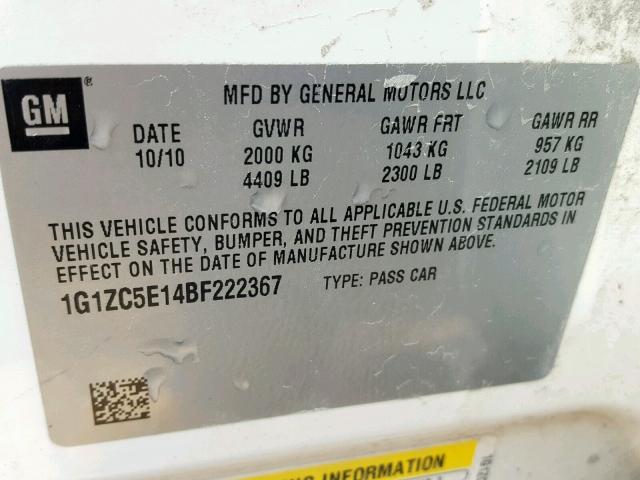 GM ® MFD BY GENERAL MOTORS LLC
DATE GVWR GAWR FRT GAWR RR
10/10 2000 KG 1043 KG 957 KG
4409 LB 2300 LB 2109 LB
THIS VEHICLE CONFORMS TO ALL APPLICABLE U.S. FEDERAL MOTOR
VEHICLE SAFETY, BUMPER, AND THEFT PREVENTION STANDARDS IN
EFFECT ON THE DATE OF MANUFACTURE SHOWN ABOVE.
1G1ZC5E14BF222367 TYPE: PASS CAR
INFORMATION